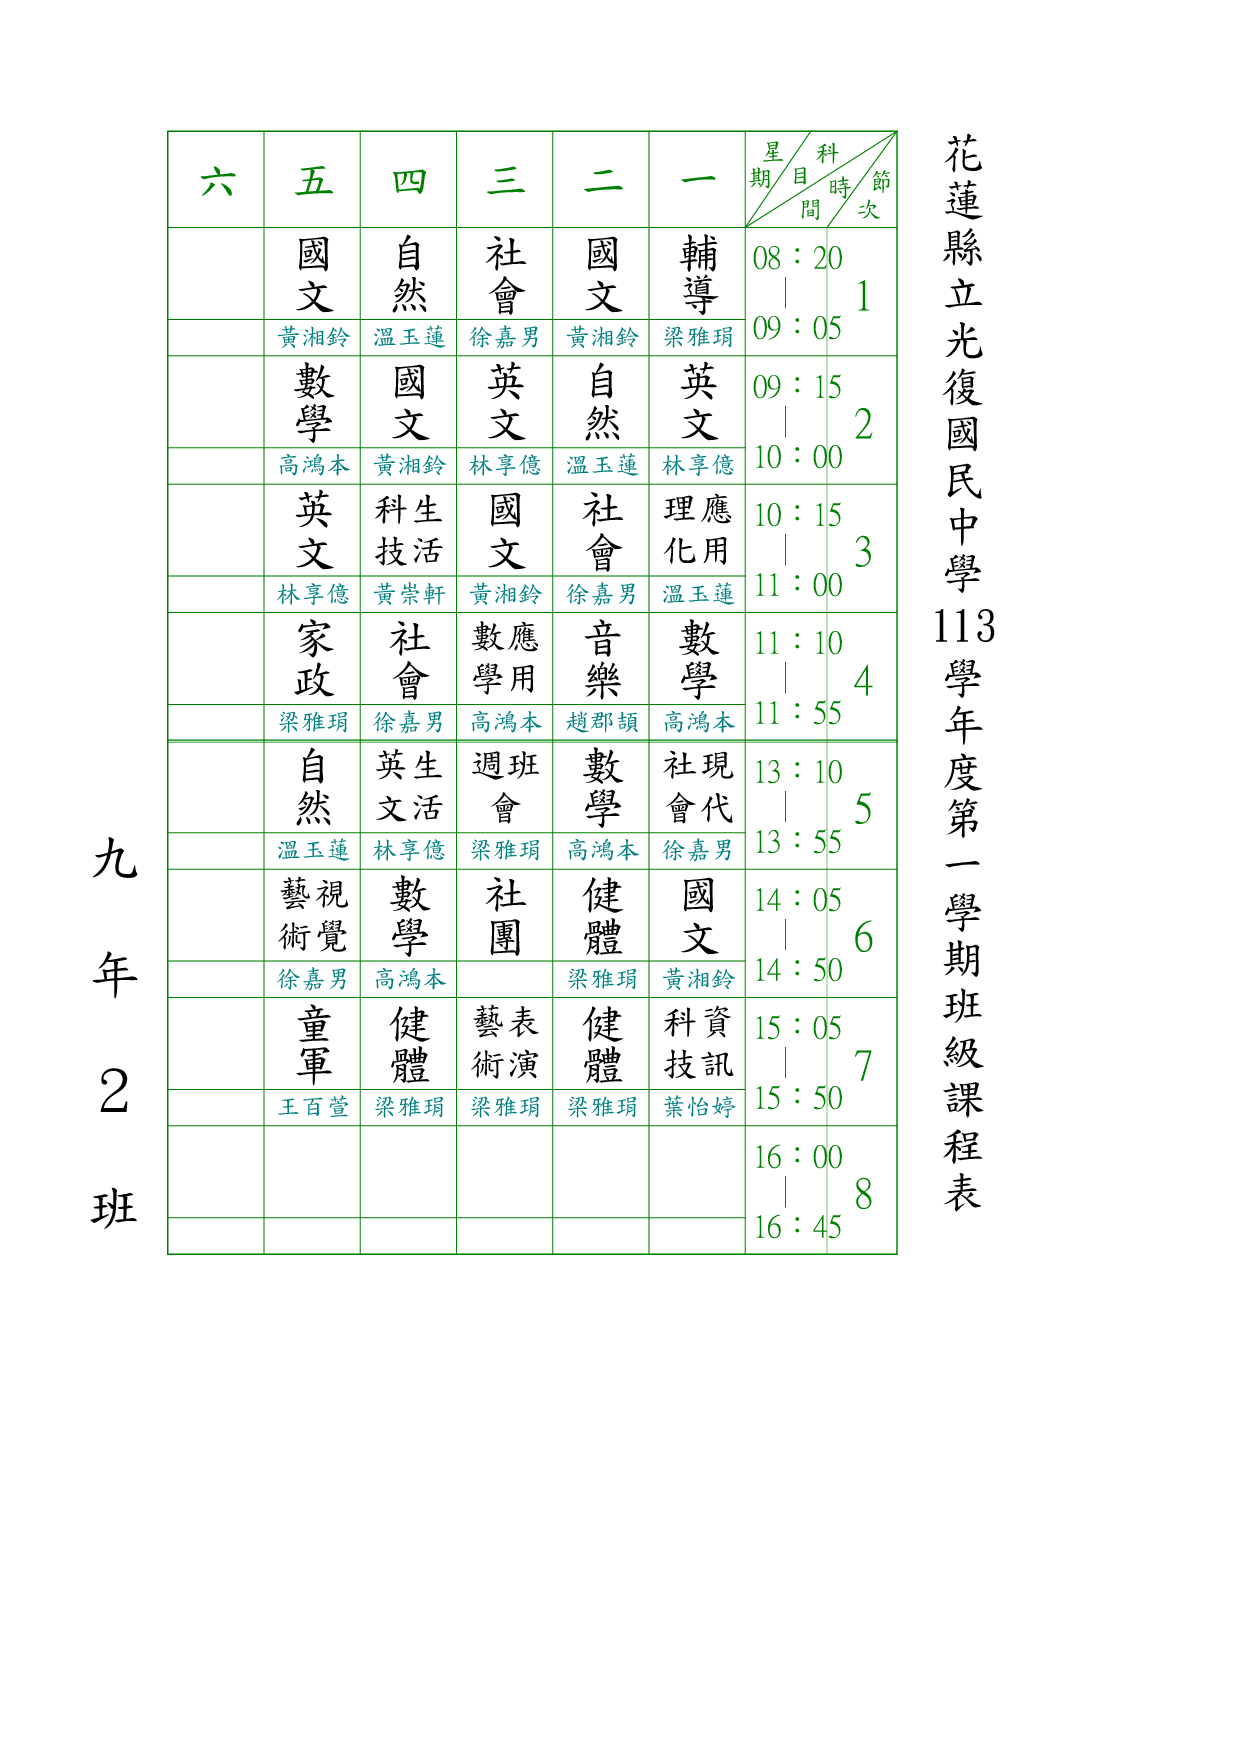 花蓮縣立光復國民中學113學年度第一學期班級課程表
星期 科目 時間 節次
一
二
三
四
五
六
08：20｜09：05
1
輔導
梁雅琄
國文
黃湘鈴
社會
徐嘉男
自然
溫玉蓮
國文
黃湘鈴
09：15｜10：00
2
英文
林享億
自然
溫玉蓮
英文
林享億
國文
黃湘鈴
數學
高鴻本
10：15｜11：00
3
應用理化
溫玉蓮
社會
徐嘉男
國文
黃湘鈴
生活科技
黃崇軒
英文
林享億
11：10｜11：55
4
數學
高鴻本
音樂
趙郡頡
應用數學
高鴻本
社會
徐嘉男
家政
梁雅琄
13：10｜13：55
5
現代社會
徐嘉男
數學
高鴻本
班週會
梁雅琄
生活英文
林享億
自然
溫玉蓮
14：05｜14：50
6
國文
黃湘鈴
健體
梁雅琄
社團
數學
高鴻本
視覺藝術
徐嘉男
15：05｜15：50
7
資訊科技
葉怡婷
健體
梁雅琄
表演藝術
梁雅琄
健體
梁雅琄
童軍
王百萱
16：00｜16：45
8
九年2班